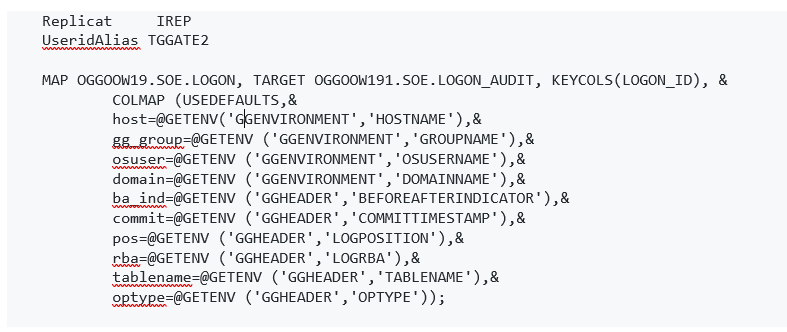 Replicat     IREP
UseridAlias TGGATE2
MAP OGGOOW19.SOE.LOGON, TARGET OGGOOW191.SOE.LOGON_AUDIT, KEYCOLS(LOGON_ID), &
COLMAP (USEDEFAULTS,&
host=@GETENV('GGENVIRONMENT','HOSTNAME'),&
gg_group=@GETENV ('GGENVIRONMENT','GROUPNAME'),&
osuser=@GETENV ('GGENVIRONMENT','OSUSERNAME'),&
domain=@GETENV ('GGENVIRONMENT','DOMAINNAME'),&
ba_ind=@GETENV ('GGHEADER','BEFOREAFTERINDICATOR'),&
commit=@GETENV ('GGHEADER','COMMITTIMESTAMP'),&
pos=@GETENV ('GGHEADER','LOGPOSITION'),&
rba=@GETENV ('GGHEADER','LOGRBA'),&
tablename=@GETENV ('GGHEADER','TABLENAME'),&
optype=@GETENV ('GGHEADER','OPTYPE'));